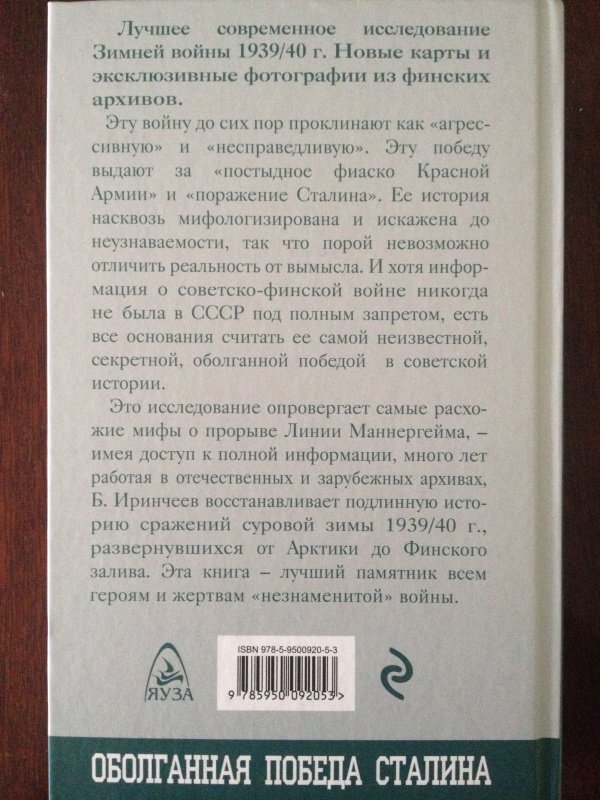 Лучшее современное исследование
Зимней войны 1939/40 г. Новые карты и
эксклюзивные фотографии из финских
архивов.
Эту войну до сих пор проклинают как «агрес-
сивную» и «несправедливую». Эту победу
выдают за «постыдное фиаско Красной
Армии» и «поражение Сталина». Ее история
насквозь мифологизирована и искажена до
неузнаваемости, так что порой невозможно
отличить реальность от вымысла. И хотя инфор-
мация о советско-финской войне никогда
не была в СССР под полным запретом, есть
все основания считать ее самой неизвестной,
секретной, оболганной победой в советской
истории.
Это исследование опровергает самые расхо-
жие мифы о прорыве Линии Маннергейма, –
имея доступ к полной информации, много лет
работая в отечественных и зарубежных архивах,
Б. Иринчеев восстанавливает подлинную исто-
рию сражений суровой зимы 1939/40 г.,
развернувшихся от Арктики до Финского
залива. Эта книга – лучший памятник всем
героям и жертвам «незнаменитой» войны.
ISBN 978-5-9500920-5-3
9 785950 092053>
ЯУЗА
ОБОЛГАННАЯ ПОБЕДА СТАЛИНА